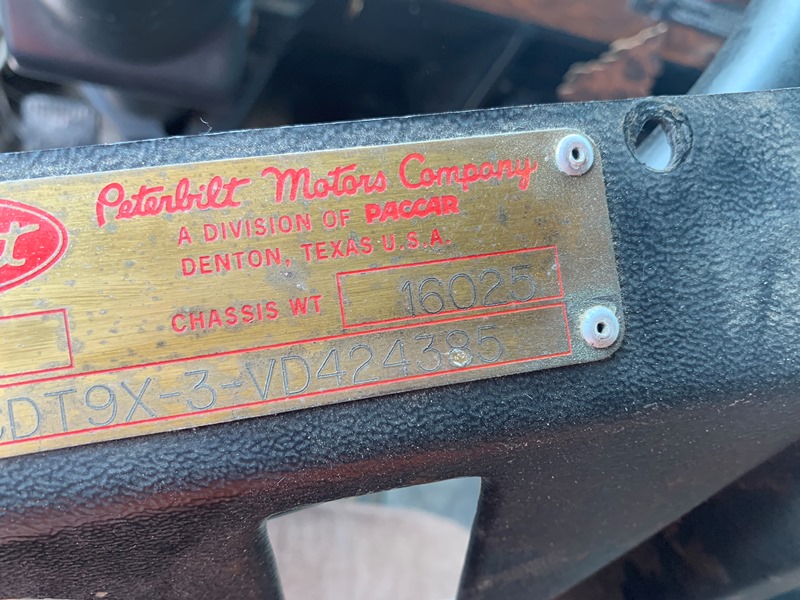 Peterbilt Motors Company
A DIVISION OF PACCAR
DENTON, TEXAS U.S.A.
CHASSIS WT 16025
CDT9X-3-VD424385